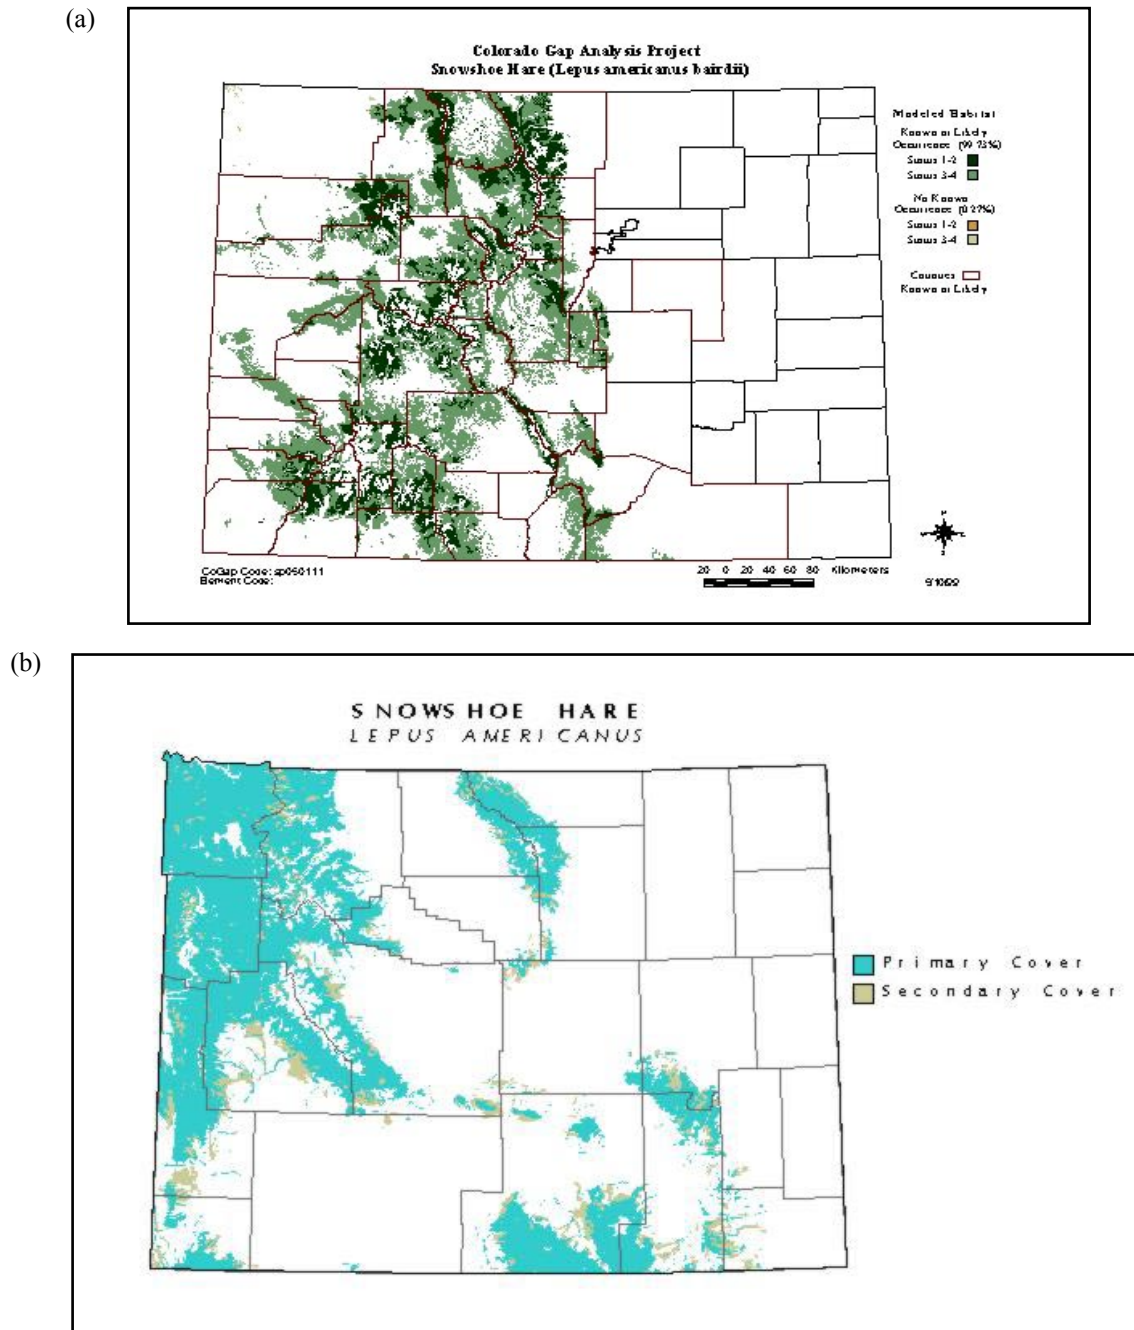 (a)
Colorado Gap Analysis Project
Snowshoe Hare (Lepus americanus bairdii)
Modeled Habitat
Known or Likely
Occurrence (99.73%)
Status 1-2
Status 3-4
No Known
Occurrence (0.27%)
Status 1-2
Status 3-4
Counties
Known or Likely
N
S
CoGap Code: sp050111
Element Code:
20 0 20 40 60 80 Kilometers
(b)
SNOWSHOE HARE
LEPUS AMERICANUS
Primary Cover
Secondary Cover